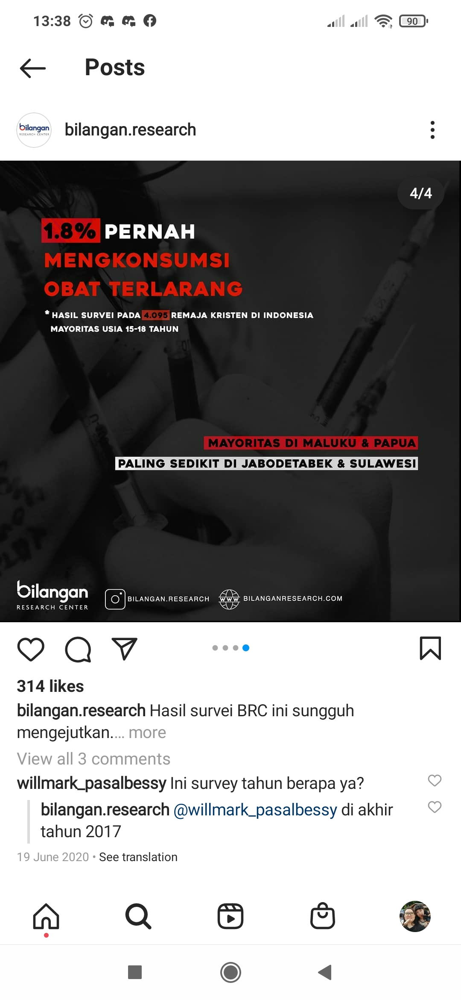 13:38
90
Posts
bilangan
RESEARCH CENTER
bilangan.research
4/4
1.8% PERNAH
MENGKONSUMSI
OBAT TERLARANG
* HASIL SURVEI PADA 4.095 REMAJA KRISTEN DI INDONESIA
MAYORITAS USIA 15-18 TAHUN
MAYORITAS DI MALUKU & PAPUA
PALING SEDIKIT DI JABODETABEK & SULAWESI
bilangan
RESEARCH CENTER
BILANGAN.RESEARCH
WWW
BILANGANRESEARCH.COM
314 likes
bilangan.research Hasil survei BRC ini sungguh
mengejutkan.... more
View all 3 comments
willmark_pasalbessy Ini survey tahun berapa ya?
bilangan.research @willmark_pasalbessy di akhir
tahun 2017
19 June 2020 • See translation